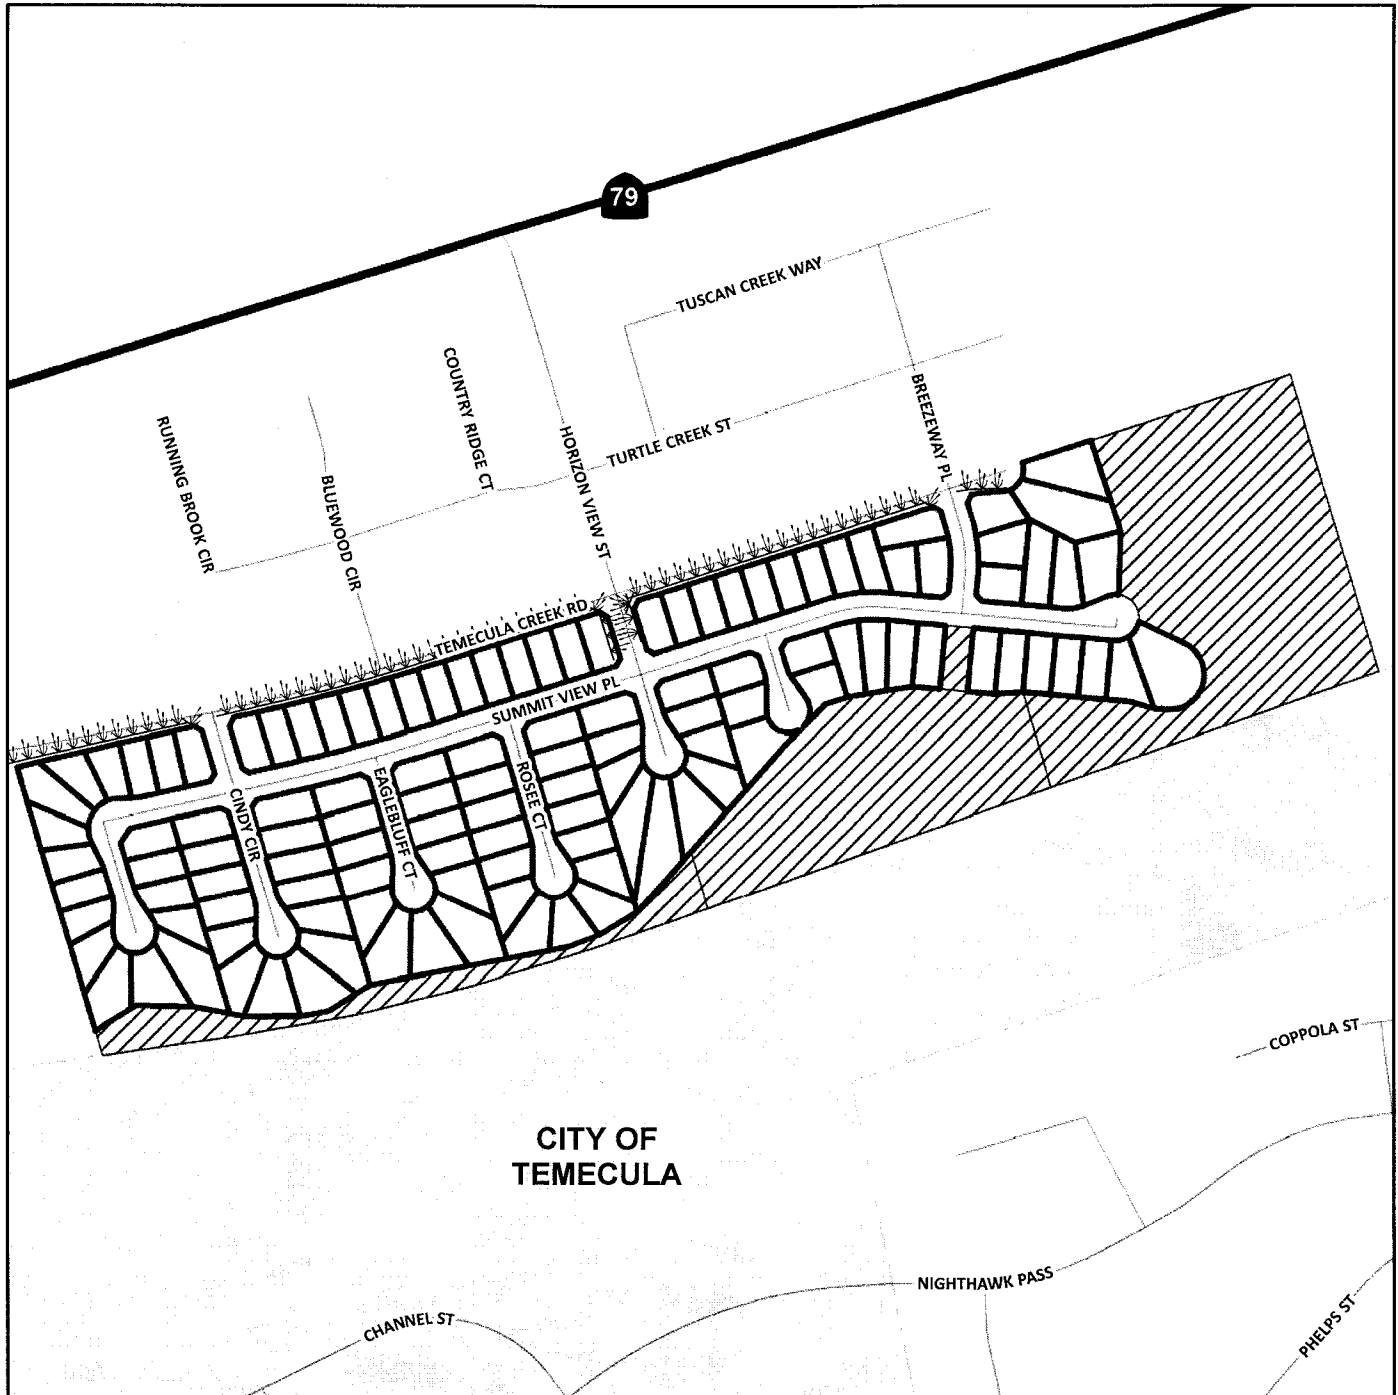 79
TUSCAN CREEK WAY
COUNTRY RIDGE CT
BREEZEWAY PL
RUNNING BROOK CIR
HORIZON VIEW ST
TURTLE CREEK ST
BLUEWOOD CIR
TEMECULA CREEK RD
SUMMIT VIEW PL
ROSEE CT
EAGLEBLUFF CT
CINDY CIR
COPPOLA ST
CITY OF
TEMECULA
NIGHTHAWK PASS
CHANNEL ST
PHELPS ST